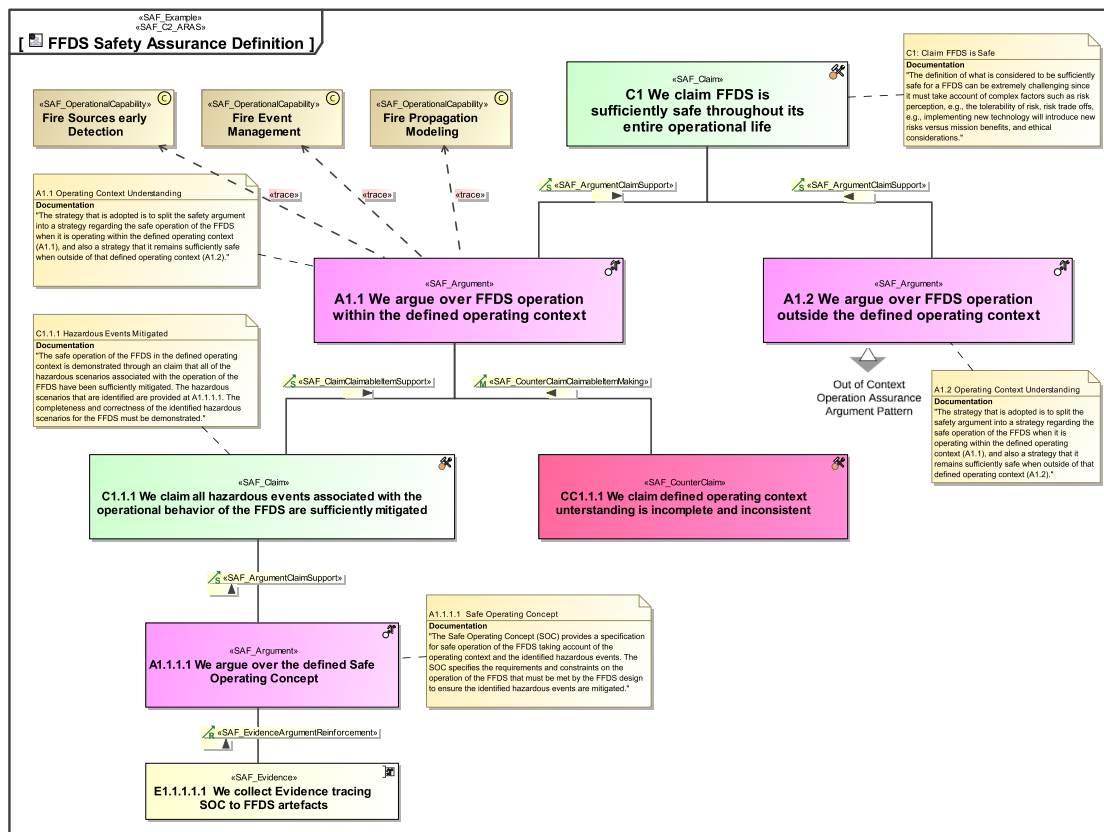 «SAF_Example»
«SAF_C2_ARAS»
[ FFDS Safety Assurance Definition ]
C1: Claim FFDS is Safe
Documentation
"The definition of what is considered to be sufficiently
safe for a FFDS can be extremely challenging since
it must take account of complex factors such as risk
perception, e.g., the tolerability of risk, risk trade offs,
e.g., implementing new technology will introduce new
risks versus mission benefits, and ethical
considerations."
«SAF_Claim»
C1 We claim FFDS is
sufficiently safe throughout its
entire operational life
«SAF_OperationalCapability»
Fire Sources early
Detection
«SAF_OperationalCapability»
Fire Event
Management
«SAF_OperationalCapability»
Fire Propagation
Modeling
C
C
C
«trace»
«trace»
«trace»
S «SAF_ArgumentClaimSupport»
S «SAF_ArgumentClaimSupport»
A1.1 Operating Context Understanding
Documentation
"The strategy that is adopted is to split the safety argument
into a strategy regarding the safe operation of the FFDS
when it is operating within the defined operating context
(A1.1), and also a strategy that it remains sufficiently safe
when outside of that defined operating context (A1.2)."
«SAF_Argument»
A1.1 We argue over FFDS operation
within the defined operating context
«SAF_Argument»
A1.2 We argue over FFDS operation
outside the defined operating context
C1.1.1 Hazardous Events Mitigated
Documentation
"The safe operation of the FFDS in the defined operating
context is demonstrated through an claim that all of the
hazardous scenarios associated with the operation of
the FFDS have been sufficiently mitigated. The hazardous
scenarios that are identified are provided at A1.1.1.1. The
completeness and correctness of the identified hazardous
scenarios for the FFDS must be demonstrated."
Out of Context
Operation Assurance
Argument Pattern
S «SAF_ClaimClaimableItemSupport»
M «SAF_CounterClaimClaimableItemMaking»
A1.2 Operating Context Understanding
Documentation
"The strategy that is adopted is to split the
safety argument into a strategy regarding the
safe operation of the FFDS when it is
operating within the defined operating
context (A1.1), and also a strategy that it
remains sufficiently safe when outside of that
defined operating context (A1.2)."
«SAF_Claim»
C1.1.1 We claim all hazardous events associated with the
operational behavior of the FFDS are sufficiently mitigated
«SAF_CounterClaim»
CC1.1.1 We claim defined operating context
unterstanding is incomplete and inconsistent
S «SAF_ArgumentClaimSupport»
«SAF_Argument»
A1.1.1.1 We argue over the defined Safe
Operating Concept
A1.1.1.1 Safe Operating Concept
Documentation
"The Safe Operating Concept (SOC) provides a specification
for safe operation of the FFDS taking account of the
operating context and the identified hazardous events. The
SOC specifies the requirements and constraints on the
operation of the FFDS that must be met by the FFDS design
to ensure the identified hazardous events are mitigated."
R «SAF_EvidenceArgumentReinforcement»
«SAF_Evidence»
E1.1.1.1.1 We collect Evidence tracing
SOC to FFDS artefacts